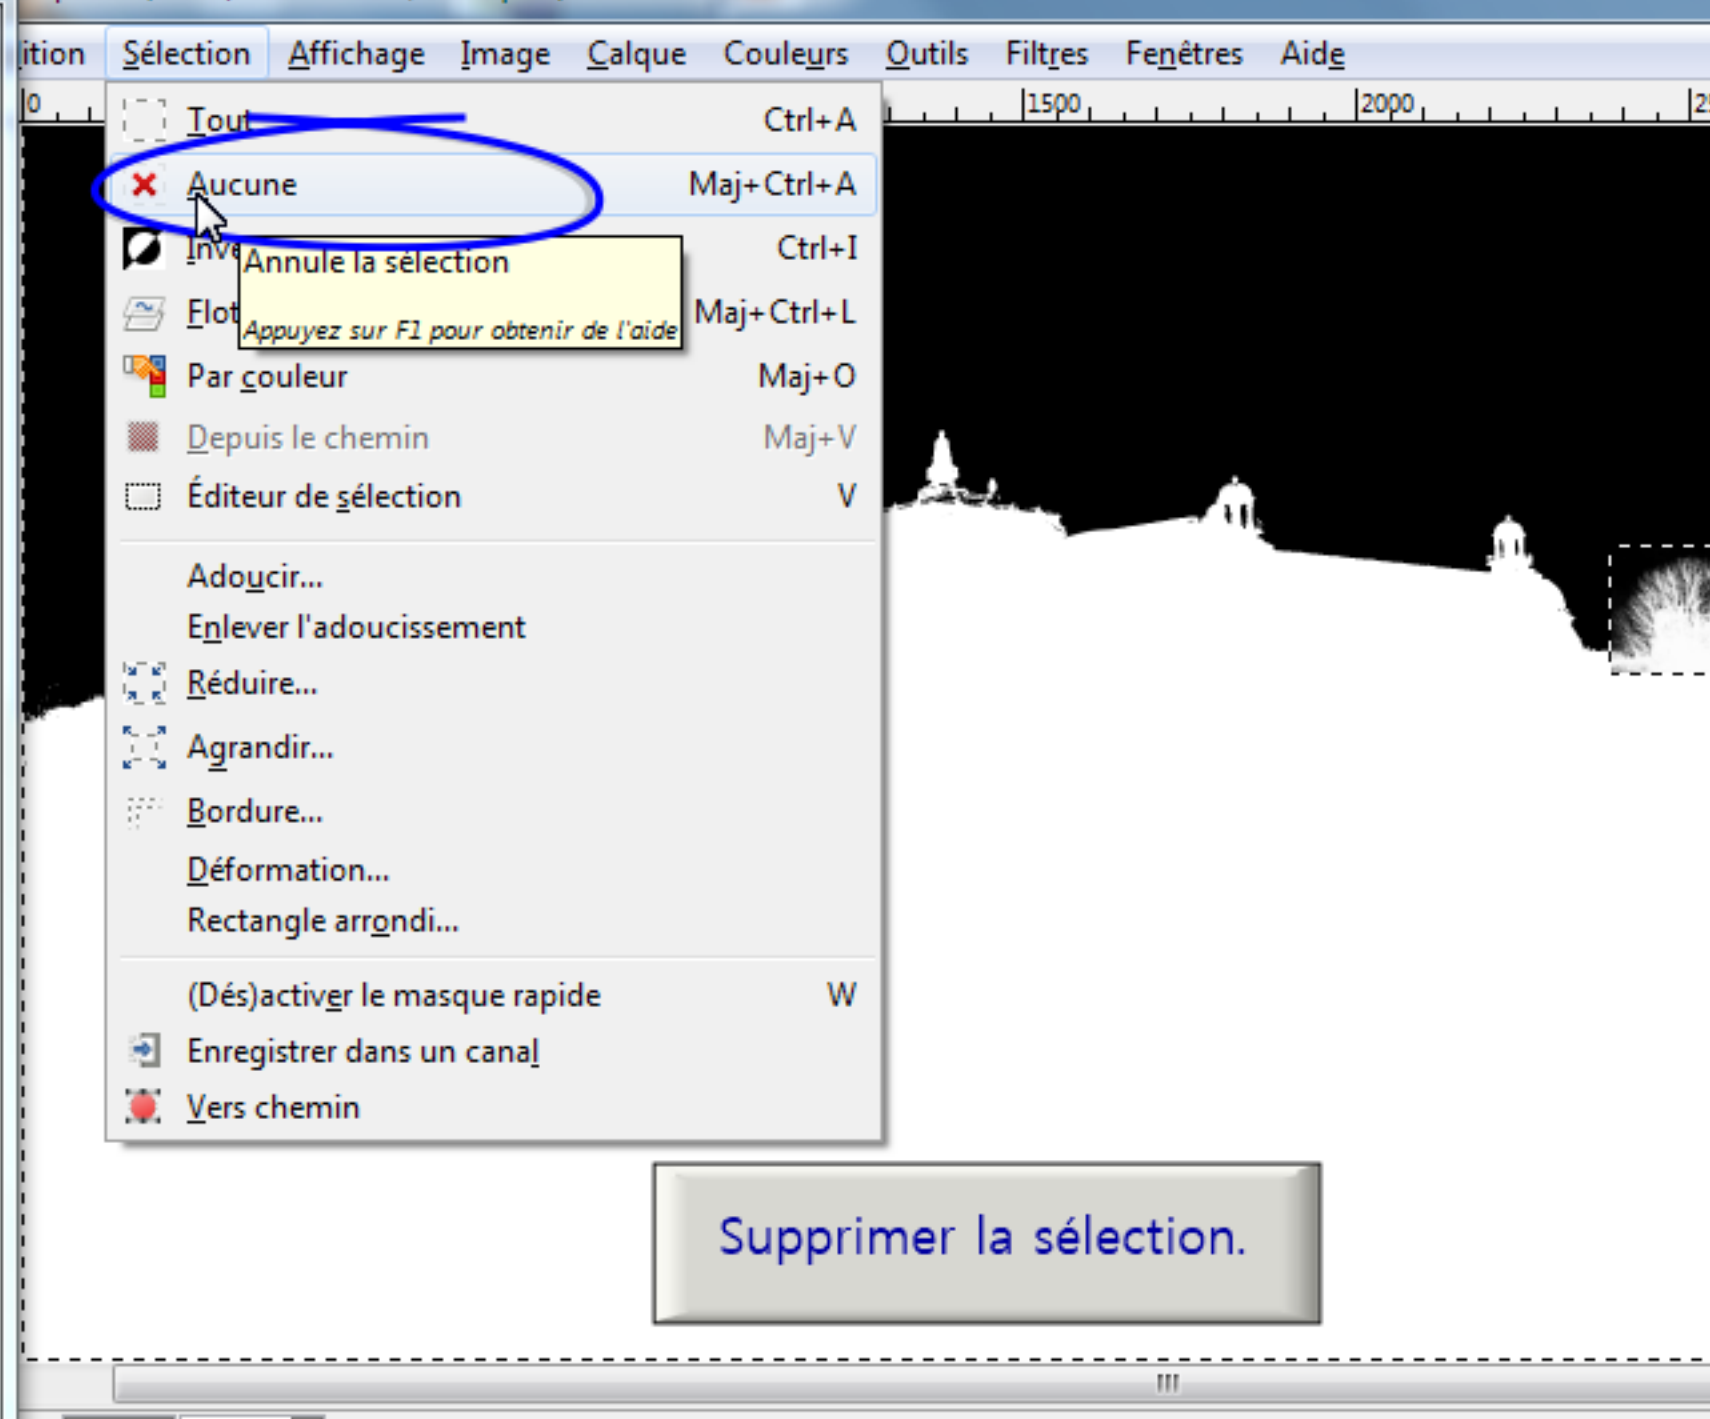 ition Sélection Affichage Image Calque Couleurs Outils Filtres Fenêtres Aide
0 1500 2000
Tout Ctrl+A
Aucune Maj+Ctrl+A
Ctrl+I
Annule la sélection
Maj+Ctrl+L
Appuyez sur F1 pour obtenir de l'aide
Par couleur Maj+O
Depuis le chemin Maj+V
Éditeur de sélection V
Adoucir...
Enlever l'adoucissement
Réduire...
Agrandir...
Bordure...
Déformation...
Rectangle arrondi...
(Dés)activer le masque rapide W
Enregistrer dans un canal
Vers chemin
Supprimer la sélection.